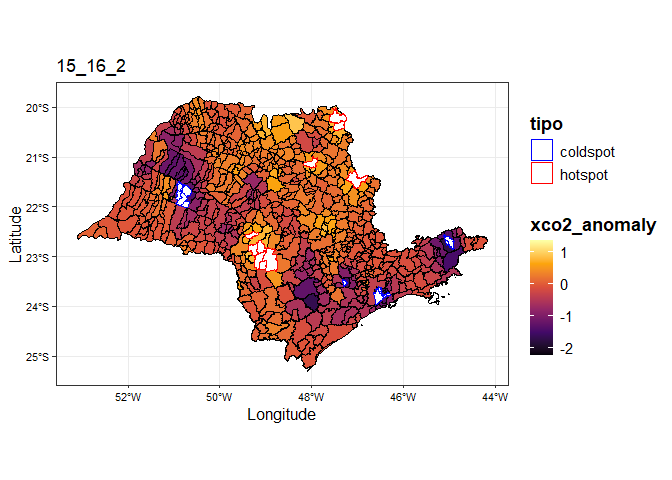 15_16_2
20°S
21°S
22°S
23°S
24°S
25°S
Latitude
52°W
50°W
48°W
46°W
44°W
Longitude
tipo
coldspot
hotspot
xco2_anomaly
1
0
-1
-2